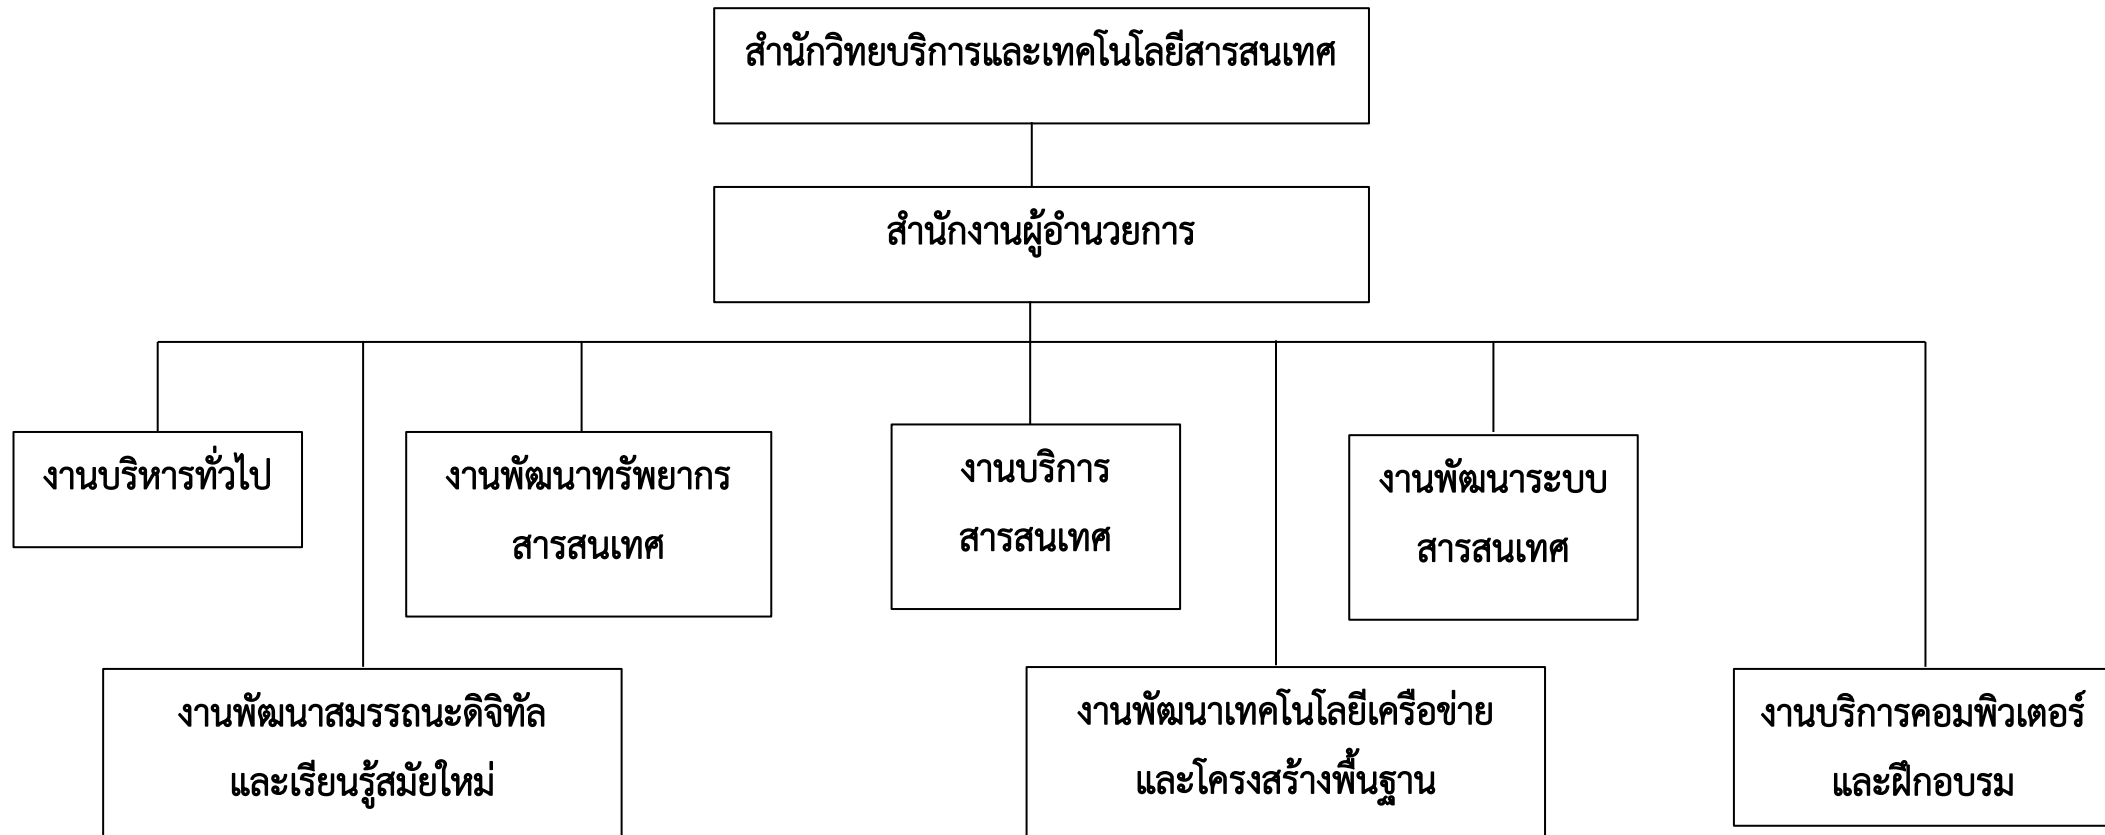 สำนักวิทยบริการและเทคโนโลยีสารสนเทศ
สำนักงานผู้อำนวยการ
งานบริหารทั่วไป
งานพัฒนาทรัพยากร
สารสนเทศ
งานบริการ
สารสนเทศ
งานพัฒนาระบบ
สารสนเทศ
งานพัฒนาสมรรถนะดิจิทัล
และเรียนรู้สมัยใหม่
งานพัฒนาเทคโนโลยีเครือข่าย
และโครงสร้างพื้นฐาน
งานบริการคอมพิวเตอร์
และฝึกอบรม